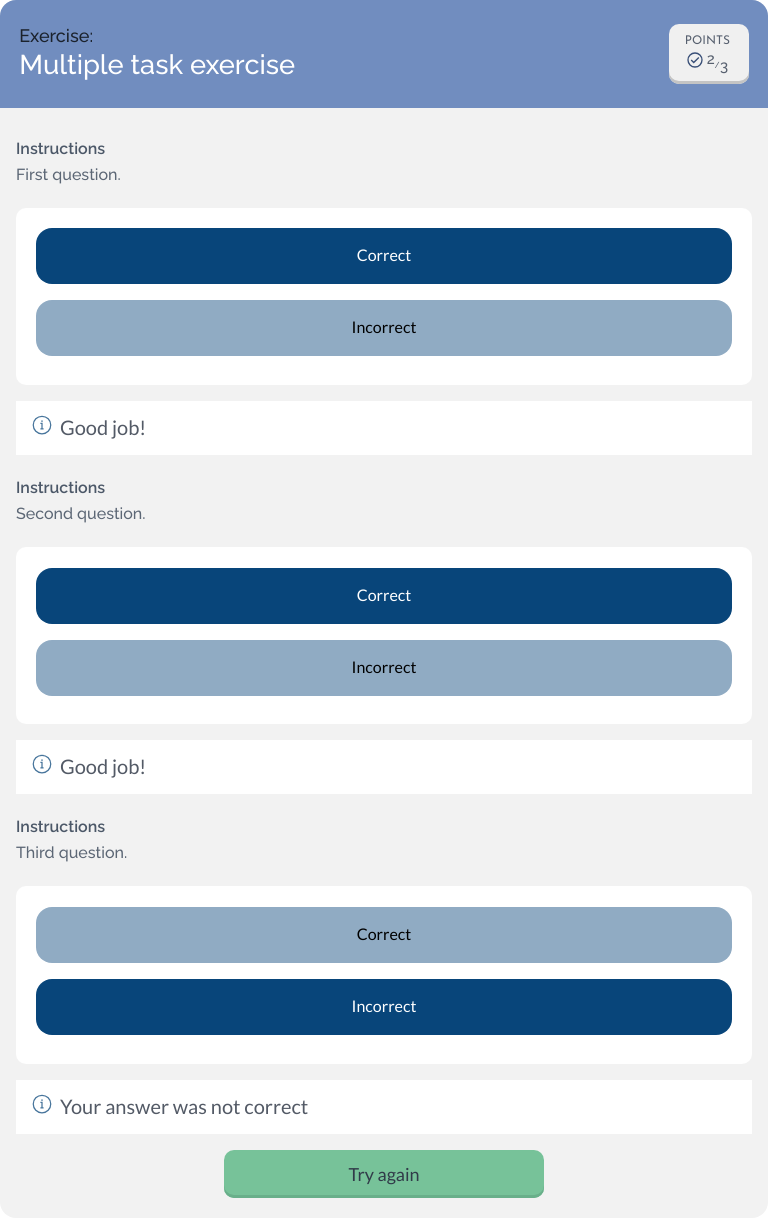 Exercise:
Multiple task exercise
POINTS
2/3
Instructions
First question.
Correct
Incorrect
Good job!
Instructions
Second question.
Correct
Incorrect
Good job!
Instructions
Third question.
Correct
Incorrect
Your answer was not correct
Try again